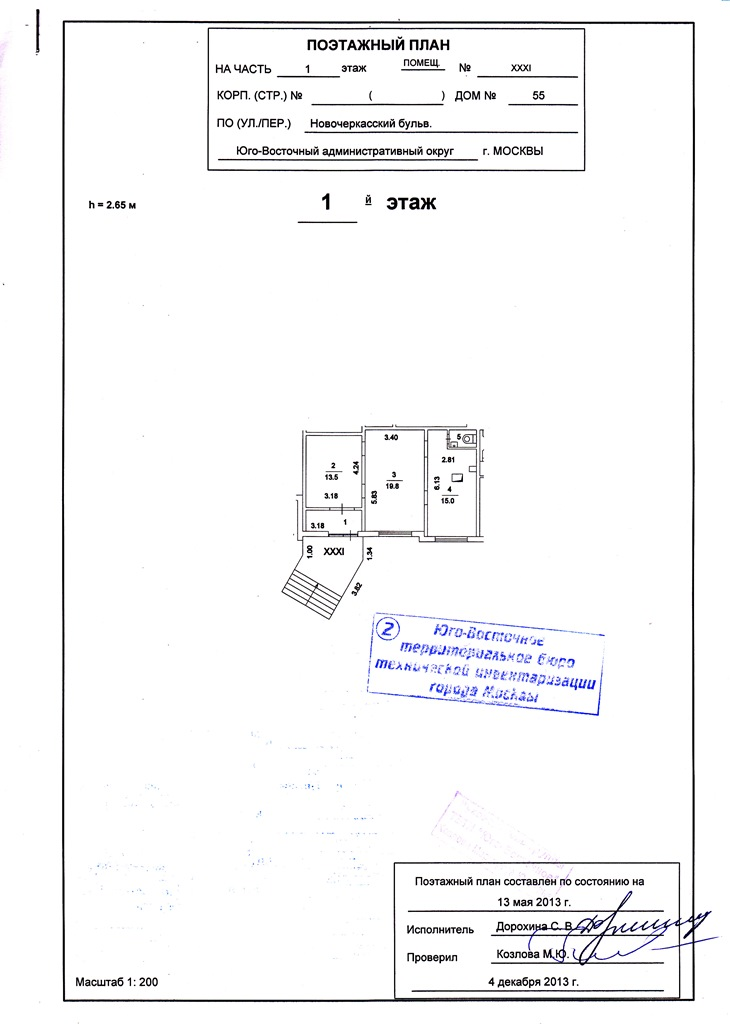 ПОЭТАЖНЫЙ ПЛАН
НА ЧАСТЬ 1 этаж ПОМЕЩ. № XXXI
КОРП. (СТР.) № ( ) ДОМ № 55
ПО (УЛ./ПЕР.) Новочеркасский бульв.
Юго-Восточный административный округ г. МОСКВЫ
h = 2.65 м
1 й этаж
3.40
5
2
13.5
4.24
3
19.8
2.81
6.13
4
15.0
3.18
5.83
3.18
1
1.00
XXXI
1.34
3.82
2
Юго-Восточное
территориальное бюро
технической инвентаризации
города Москвы
Поэтажный план составлен по состоянию на
13 мая 2013 г.
Исполнитель Дорохина С. В.
Проверил Козлова М.Ю.
4 декабря 2013 г.
Масштаб 1: 200